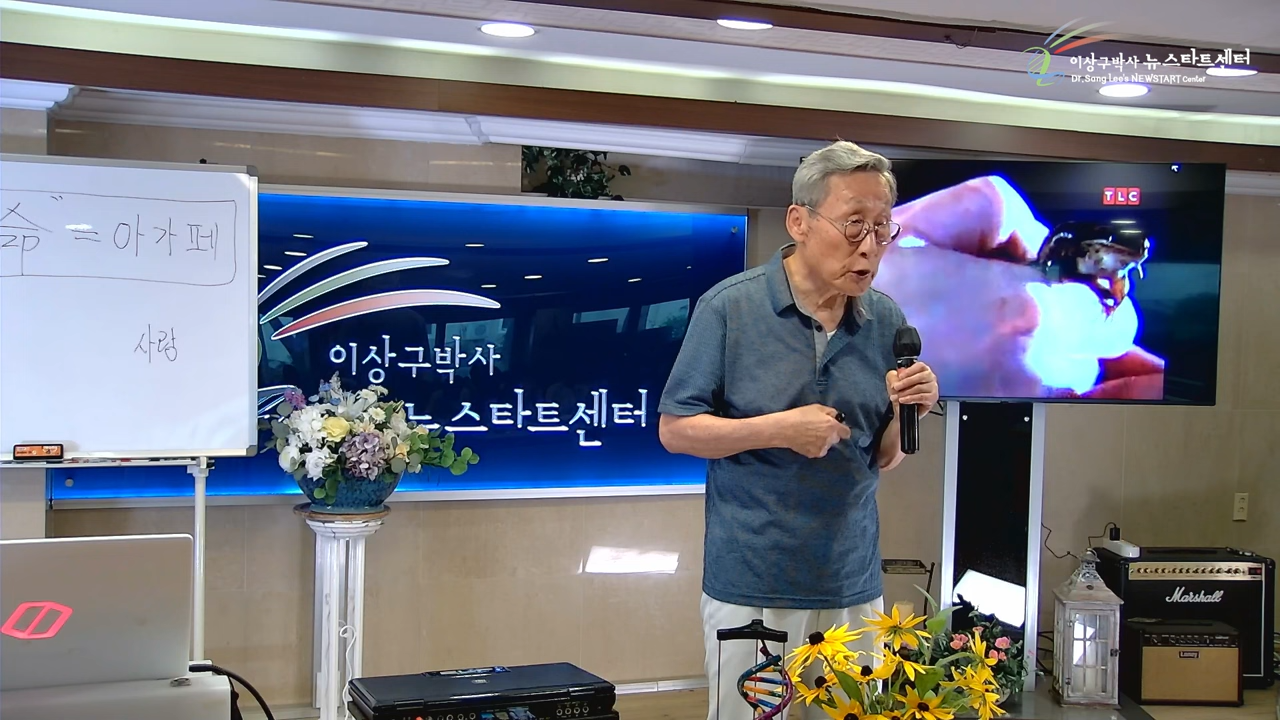 이상구박사 뉴스타트센터
Dr. Sang Lee's NEWSTART Center
TLC
" = 아가페
사랑
이상구박사
뉴스타트센터
Marshall
Laney